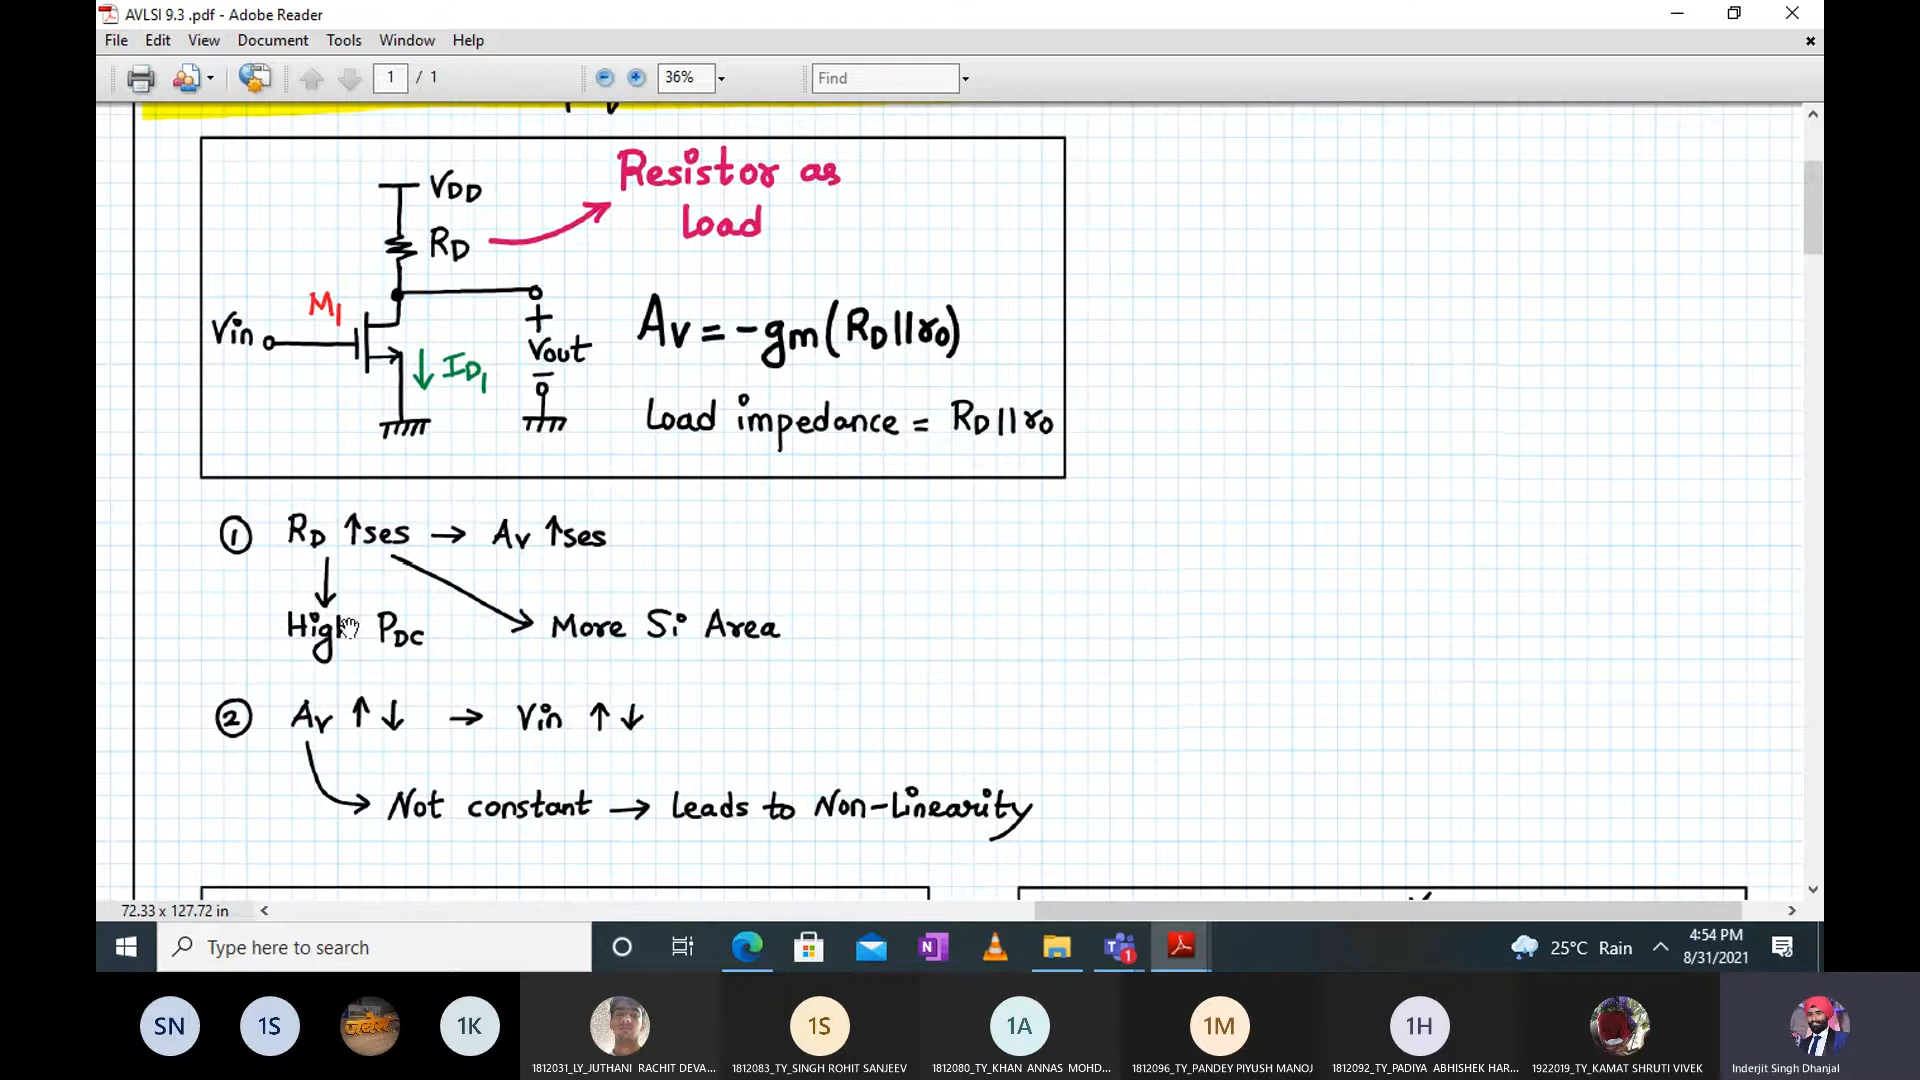 AVLSI 9.3 .pdf - Adobe Reader
File Edit View Document Tools Window Help
1 / 1 36% Find
VDD
RD
Resistor as
Load
M1
Vin
ID1
+
Vout
−
Av = -gm(RD||ro)
Load impedance = RD||ro
① RD ↑ses → Av ↑ses
High PDC
More Si Area
② Av ↑ ↓ → Vin ↑ ↓
Not constant → Leads to Non-Linearity
72.33 x 127.72 in
Type here to search
N
1
25°C Rain
4:54 PM
8/31/2021
SN
1S
1K
1S
1A
1M
1H
1812031_LY_JUTHANI RACHIT DEVA...
1812083_TY_SINGH ROHIT SANJEEV
1812080_TY_KHAN ANNAS MOHD...
1812096_TY_PANDEY PIYUSH MANOJ
1812092_TY_PADIYA ABHISHEK HAR...
1922019_TY_KAMAT SHRUTI VIVEK
Inderjit Singh Dhanjal